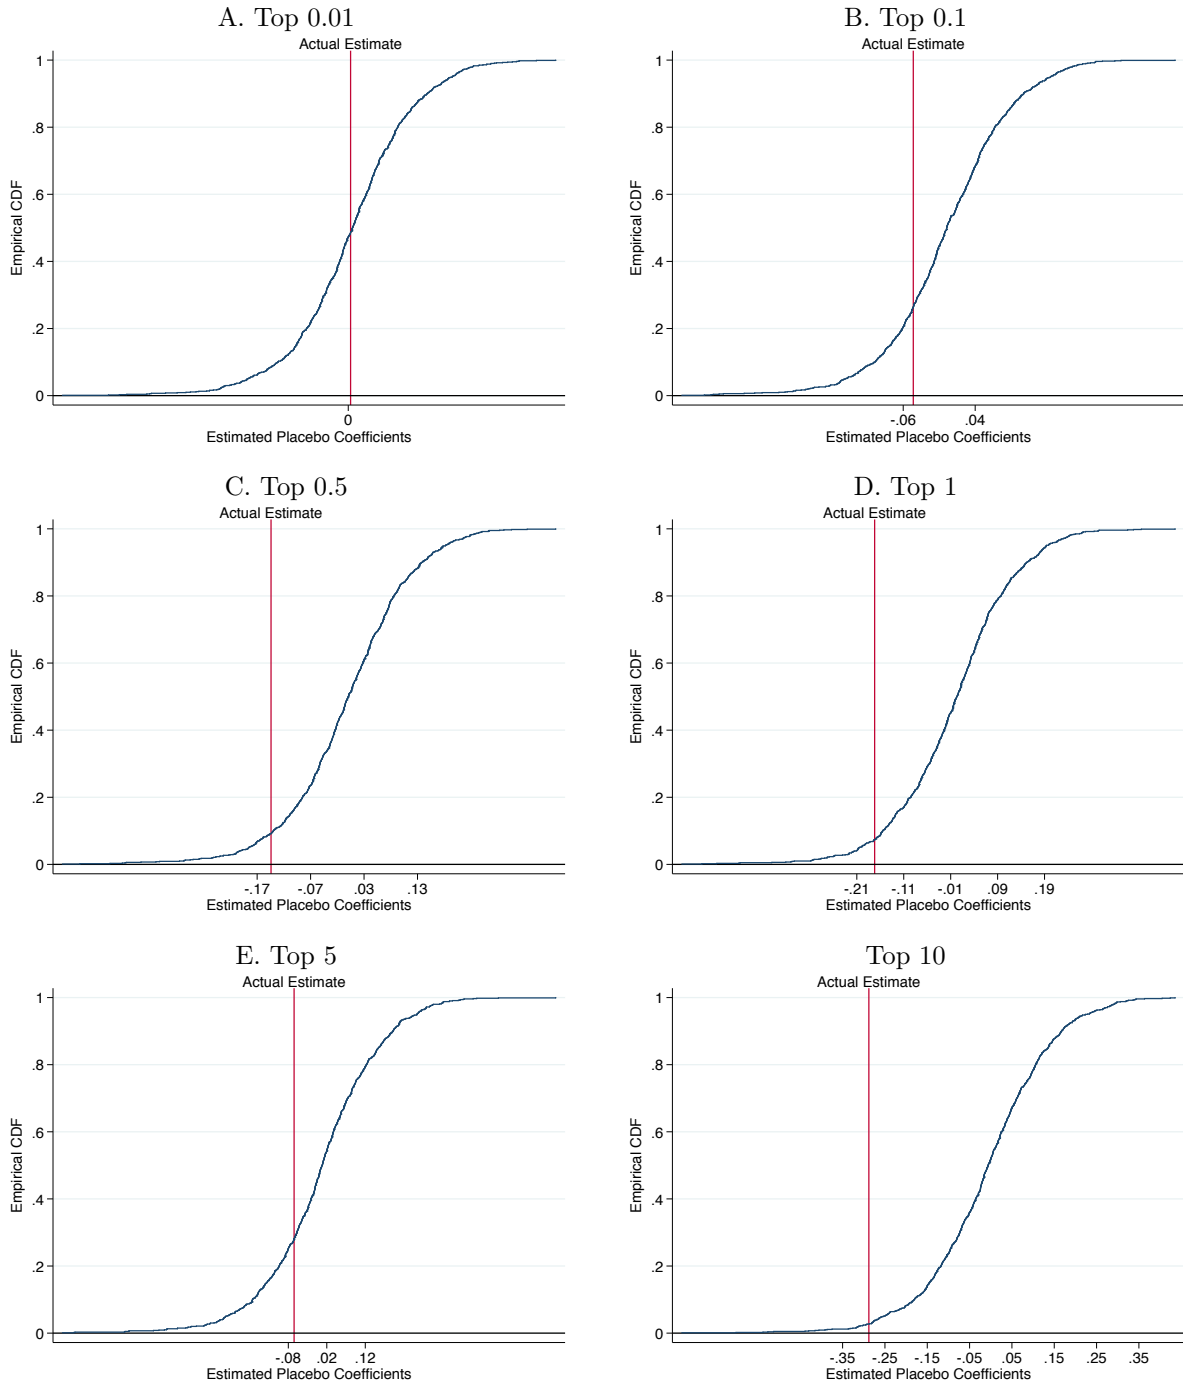 A. Top 0.01
Actual Estimate
1
.8
.6
.4
.2
0
Empirical CDF
0
Estimated Placebo Coefficients
B. Top 0.1
Actual Estimate
1
.8
.6
.4
.2
0
Empirical CDF
-.06 .04
Estimated Placebo Coefficients
C. Top 0.5
Actual Estimate
1
.8
.6
.4
.2
0
Empirical CDF
-.17 -.07 .03 .13
Estimated Placebo Coefficients
D. Top 1
Actual Estimate
1
.8
.6
.4
.2
0
Empirical CDF
-.21 -.11 -.01 .09 .19
Estimated Placebo Coefficients
E. Top 5
Actual Estimate
1
.8
.6
.4
.2
0
Empirical CDF
-.08 .02 .12
Estimated Placebo Coefficients
Top 10
Actual Estimate
1
.8
.6
.4
.2
0
Empirical CDF
-.35 -.25 -.15 -.05 .05 .15 .25 .35
Estimated Placebo Coefficients